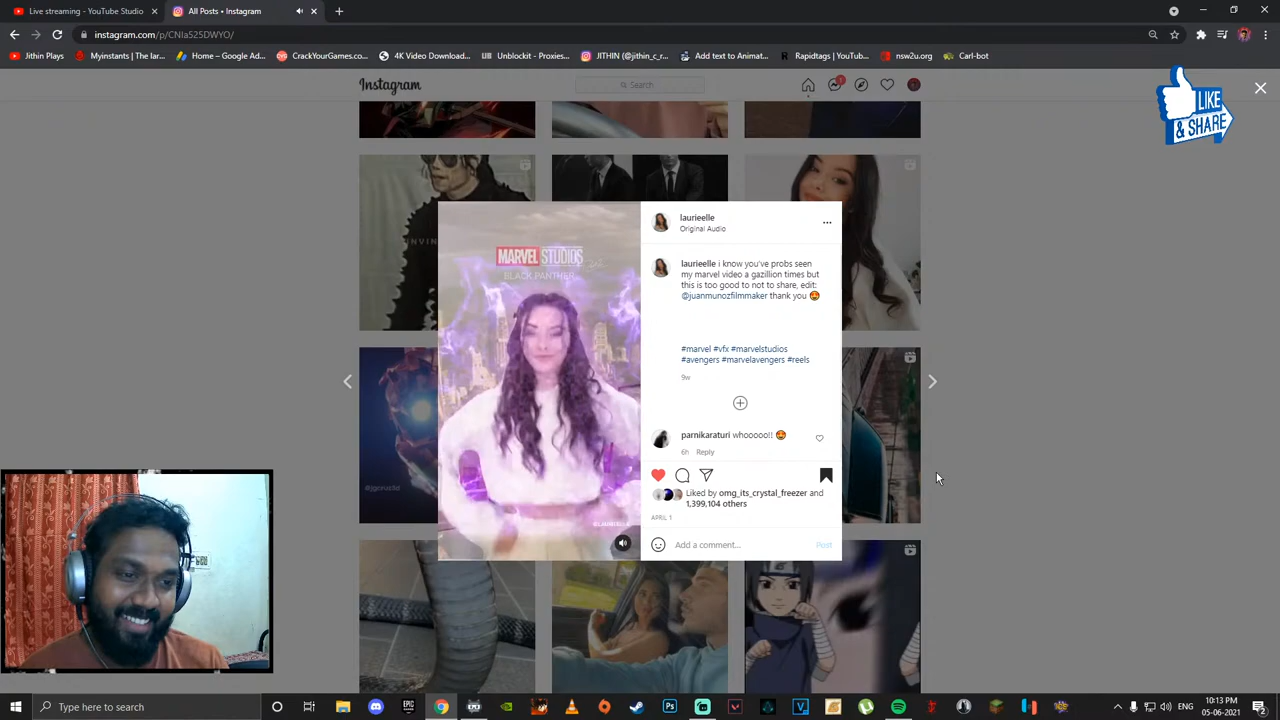 Live streaming - YouTube Studio
All Posts • Instagram
instagram.com/p/CNIa525DWYO/
Jithin Plays
Myinstants | The lar...
CrackYourGames.co...
4K Video Download...
Unblockit - Proxies...
JITHIN (@jithin_c_r...
Add text to Animat...
Rapidtags | YouTub...
nsw2u.org
Carl-bot
Instagram
Search
1
LIKE
& SHARE
MARVEL STUDIOS
BLACK PANTHER
laurieelle
Original Audio
laurieelle i know you've probs seen
my marvel video a gazillion times but
this is too good to not to share, edit:
@juanmunozfilmmaker thank you 😍
#marvel #vfx #marvelstudios
#avengers #marvelavengers #reels
9w
parnikaraturi whooooo!! 😍
6h Reply
Liked by omg_its_crystal_freezer and
1,399,104 others
APRIL 1
Add a comment...
Post
Type here to search
10:13 PM
05-06-2021